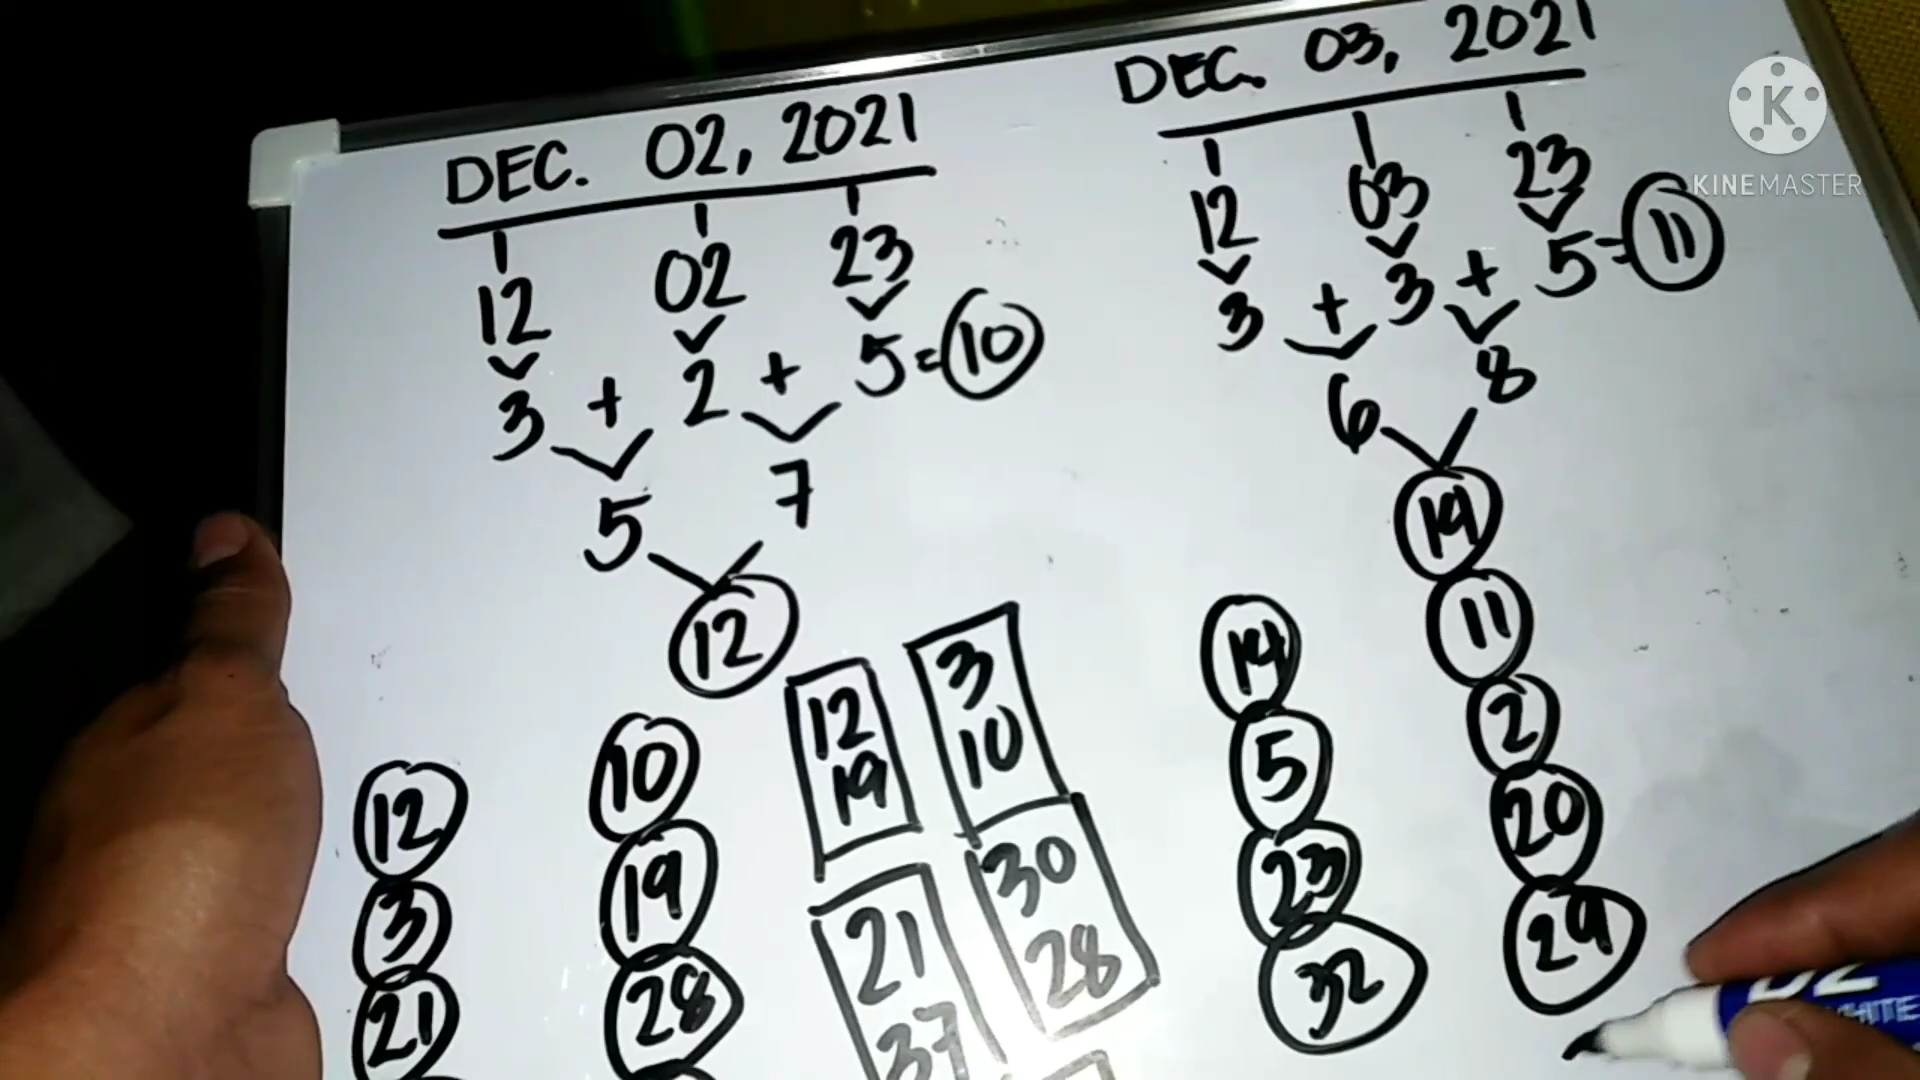 DEC. 02, 2021
12 02 23
3 + 2 + 5 = 10
5 7
12
12
3
21
10
19
28
12
19
3
10
21
37
30
28
DEC. 03, 2021
12 03 23
3 + 3 + 5 = 11
6 8
14
14
5
23
32
11
2
20
29
K
KINEMASTER
WHITE